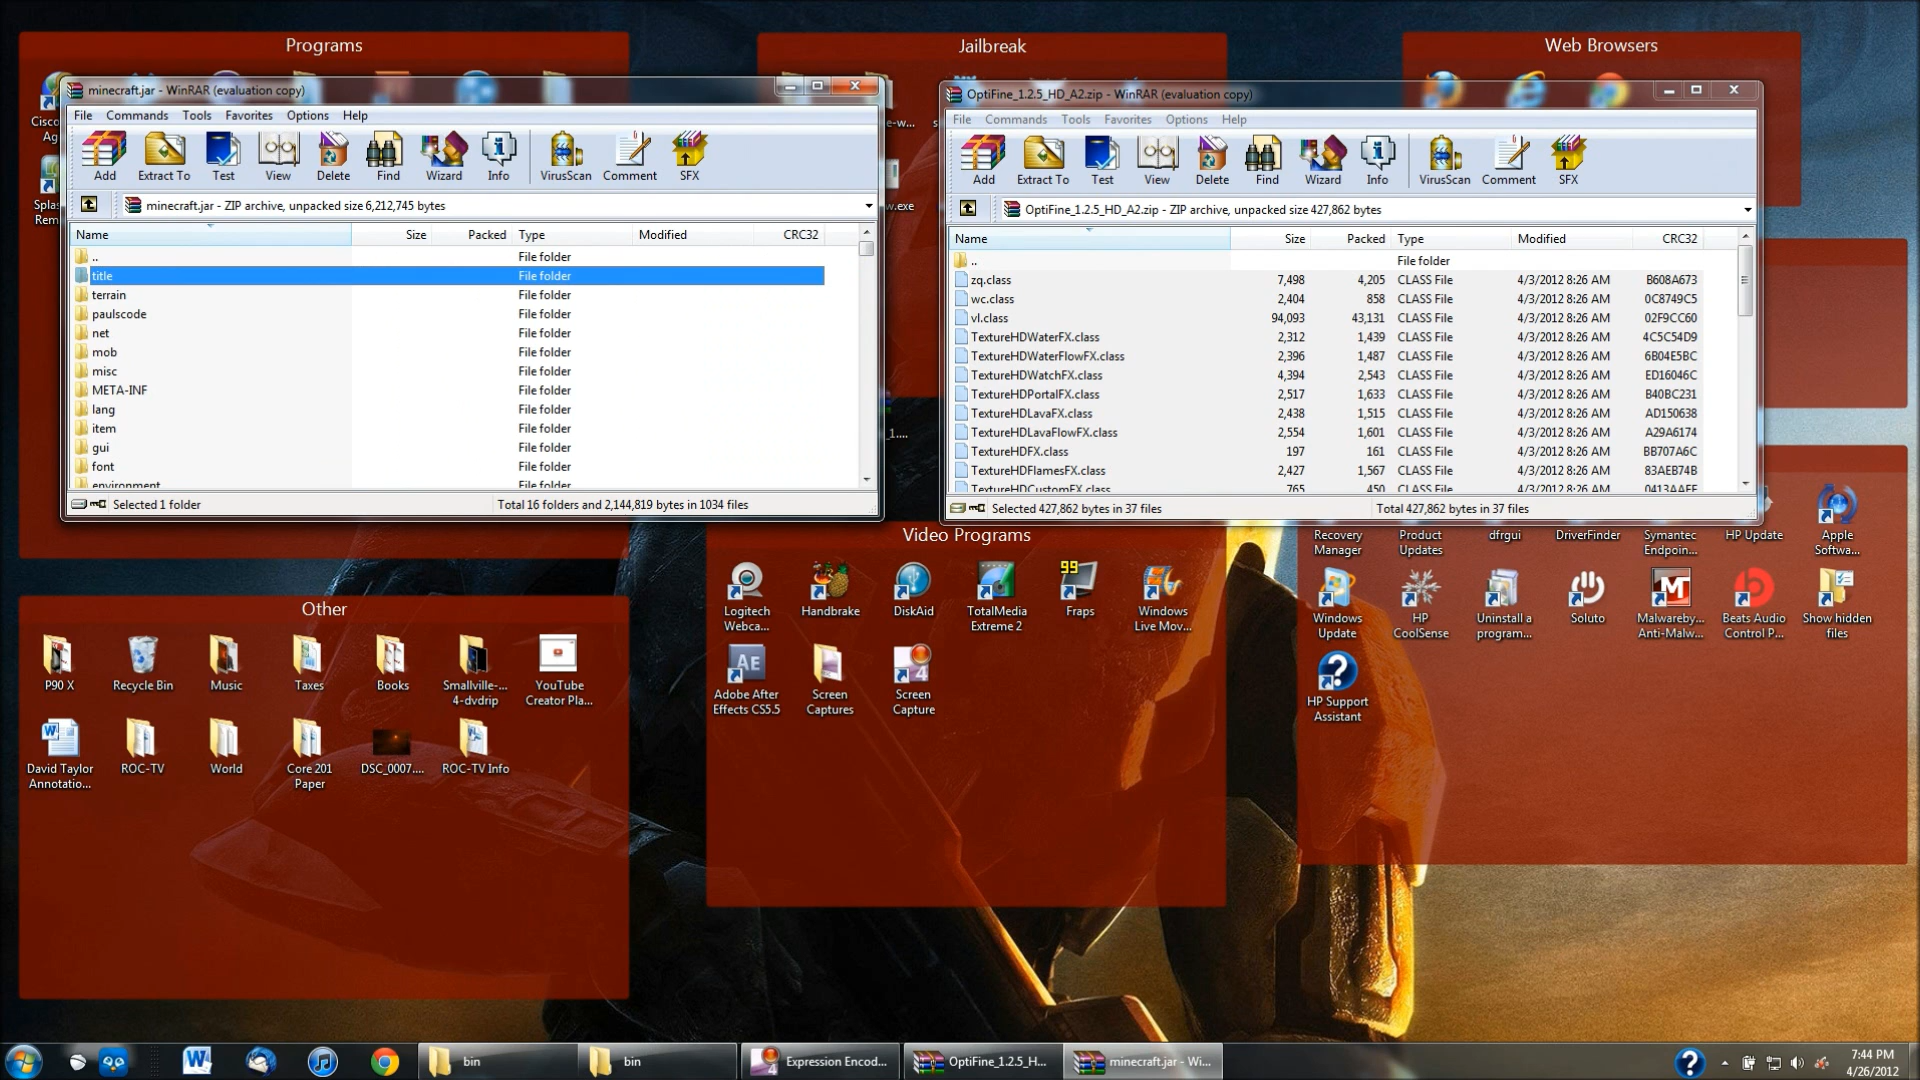 Programs
Jailbreak
Web Browsers
minecraft.jar - WinRAR (evaluation copy)
File Commands Tools Favorites Options Help
Add Extract To Test View Delete Find Wizard Info VirusScan Comment SFX
minecraft.jar - ZIP archive, unpacked size 6,212,745 bytes
Name Size Packed Type Modified CRC32
.. File folder
title File folder
terrain File folder
paulscode File folder
net File folder
mob File folder
misc File folder
META-INF File folder
lang File folder
item File folder
gui File folder
font File folder
environment File folder
Selected 1 folder Total 16 folders and 2,144,819 bytes in 1034 files
OptiFine_1.2.5_HD_A2.zip - WinRAR (evaluation copy)
File Commands Tools Favorites Options Help
Add Extract To Test View Delete Find Wizard Info VirusScan Comment SFX
OptiFine_1.2.5_HD_A2.zip - ZIP archive, unpacked size 427,862 bytes
Name Size Packed Type Modified CRC32
.. File folder
zq.class 7,498 4,205 CLASS File 4/3/2012 8:26 AM B608A673
wc.class 2,404 858 CLASS File 4/3/2012 8:26 AM 0C8749C5
vl.class 94,093 43,131 CLASS File 4/3/2012 8:26 AM 02F9CC60
TextureHDWaterFX.class 2,312 1,439 CLASS File 4/3/2012 8:26 AM 4C5C54D9
TextureHDWaterFlowFX.class 2,396 1,487 CLASS File 4/3/2012 8:26 AM 6B04E5BC
TextureHDWatchFX.class 4,394 2,543 CLASS File 4/3/2012 8:26 AM ED16046C
TextureHDPortalFX.class 2,517 1,633 CLASS File 4/3/2012 8:26 AM B40BC231
TextureHDLavaFX.class 2,438 1,515 CLASS File 4/3/2012 8:26 AM AD150638
TextureHDLavaFlowFX.class 2,554 1,601 CLASS File 4/3/2012 8:26 AM A29A6174
TextureHDFX.class 197 161 CLASS File 4/3/2012 8:26 AM BB707A6C
TextureHDFlamesFX.class 2,427 1,567 CLASS File 4/3/2012 8:26 AM 83AEB74B
TextureHDCustomFX.class 765 450 CLASS File 4/3/2012 8:26 AM 0413AAFE
Selected 427,862 bytes in 37 files Total 427,862 bytes in 37 files
Cisco
Ag
Splas
Rem
e-w...
w.exe
_1....
Video Programs
Logitech Webca...
Handbrake
DiskAid
TotalMedia Extreme 2
99
Fraps
Windows Live Mov...
AE
Adobe After Effects CS5.5
Screen Captures
4
Screen Capture
Recovery Manager
Product Updates
dfrgui
DriverFinder
Symantec Endpoin...
HP Update
Apple Softwa...
Windows Update
HP CoolSense
Uninstall a program...
Soluto
Malwareby... Anti-Malw...
Beats Audio Control P...
Show hidden files
HP Support Assistant
Other
P90 X
Recycle Bin
Music
Taxes
Books
Smallville-... 4-dvdrip
YouTube Creator Pla...
David Taylor Annotatio...
ROC-TV
World
Core 201 Paper
DSC_0007....
ROC-TV Info
bin
bin
Expression Encod...
OptiFine_1.2.5_H...
minecraft.jar - Wi...
7:44 PM
4/26/2012